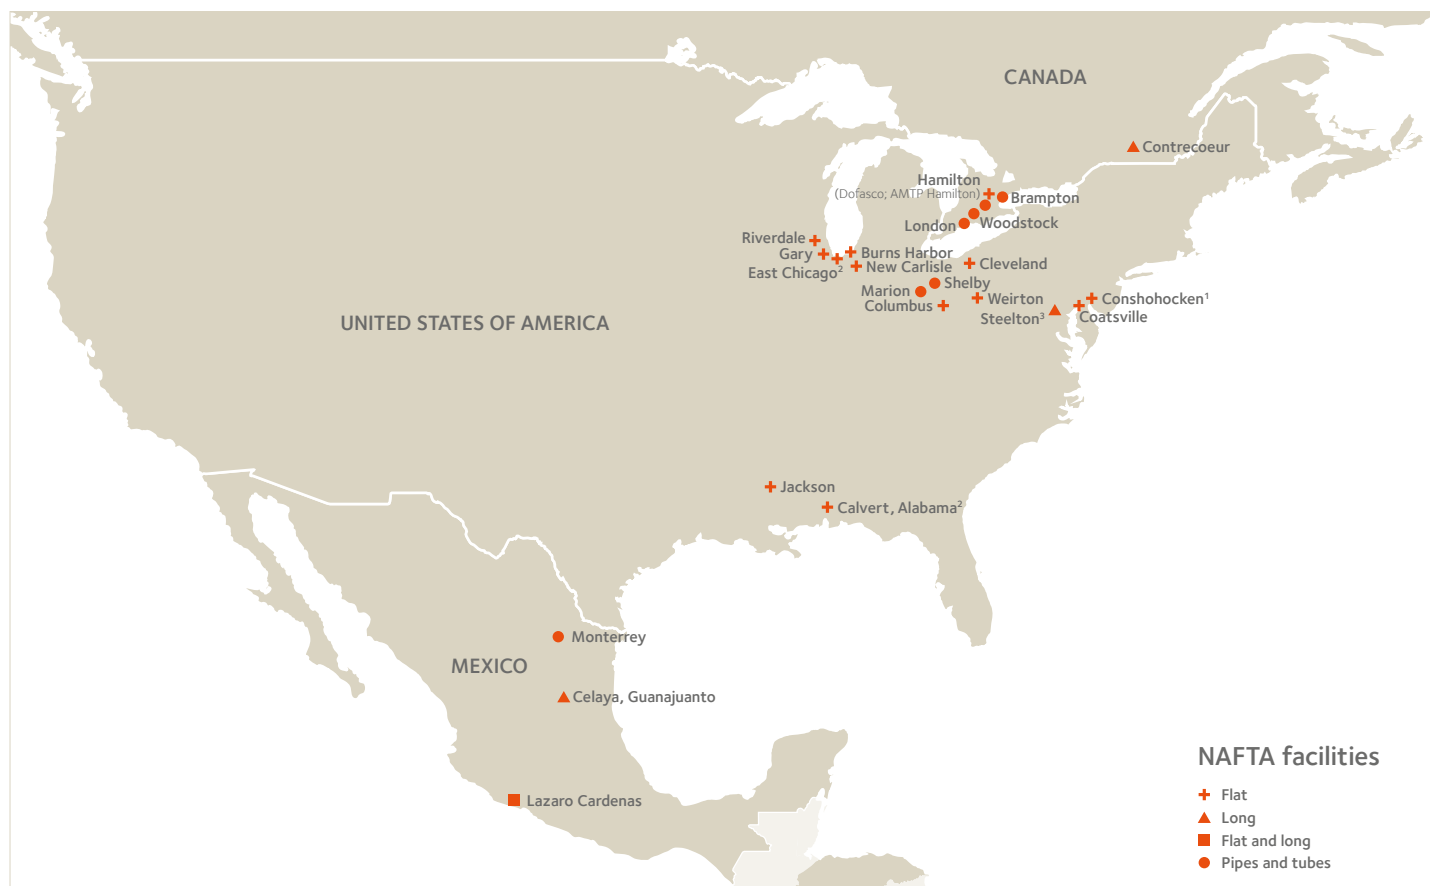 CANADA
Contrecoeur
Hamilton
(Dofasco; AMTP Hamilton)
Brampton
London
Woodstock
Riverdale
Gary
East Chicago²
Burns Harbor
New Carlisle
Cleveland
Shelby
Marion
Columbus
Weirton
Steelton³
Conshohocken¹
Coatsville
UNITED STATES OF AMERICA
Jackson
Calvert, Alabama²
Monterrey
MEXICO
Celaya, Guanajuanto
Lazaro Cardenas
NAFTA facilities
Flat
Long
Flat and long
Pipes and tubes